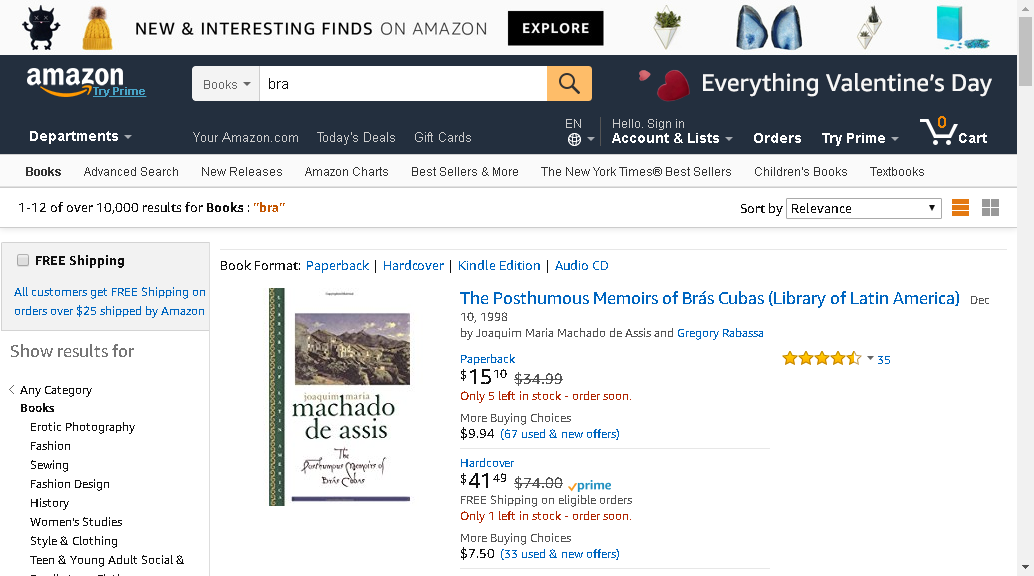 NEW & INTERESTING FINDS ON AMAZON EXPLORE
amazon
Try Prime
Books
bra
Everything Valentine's Day
Departments
Your Amazon.com Today's Deals Gift Cards
EN
Hello. Sign in
Account & Lists
Orders
Try Prime
0
Cart
Books Advanced Search New Releases Amazon Charts Best Sellers & More The New York Times® Best Sellers Children's Books Textbooks
1-12 of over 10,000 results for Books : "bra"
Sort by Relevance
FREE Shipping
All customers get FREE Shipping on
orders over $25 shipped by Amazon
Show results for
Any Category
Books
Erotic Photography
Fashion
Sewing
Fashion Design
History
Women's Studies
Style & Clothing
Teen & Young Adult Social &
Book Format: Paperback | Hardcover | Kindle Edition | Audio CD
LIBRARY OF LATIN AMERICA
joaquim maria
machado
de assis
The
Posthumous Memoirs of
Brás Cubas
The Posthumous Memoirs of Brás Cubas (Library of Latin America) Dec
10, 1998
by Joaquim Maria Machado de Assis and Gregory Rabassa
Paperback
$15 10 $34.99
Only 5 left in stock - order soon.
More Buying Choices
$9.94 (67 used & new offers)
35
Hardcover
$41 49 $74.00 prime
FREE Shipping on eligible orders
Only 1 left in stock - order soon.
More Buying Choices
$7.50 (33 used & new offers)